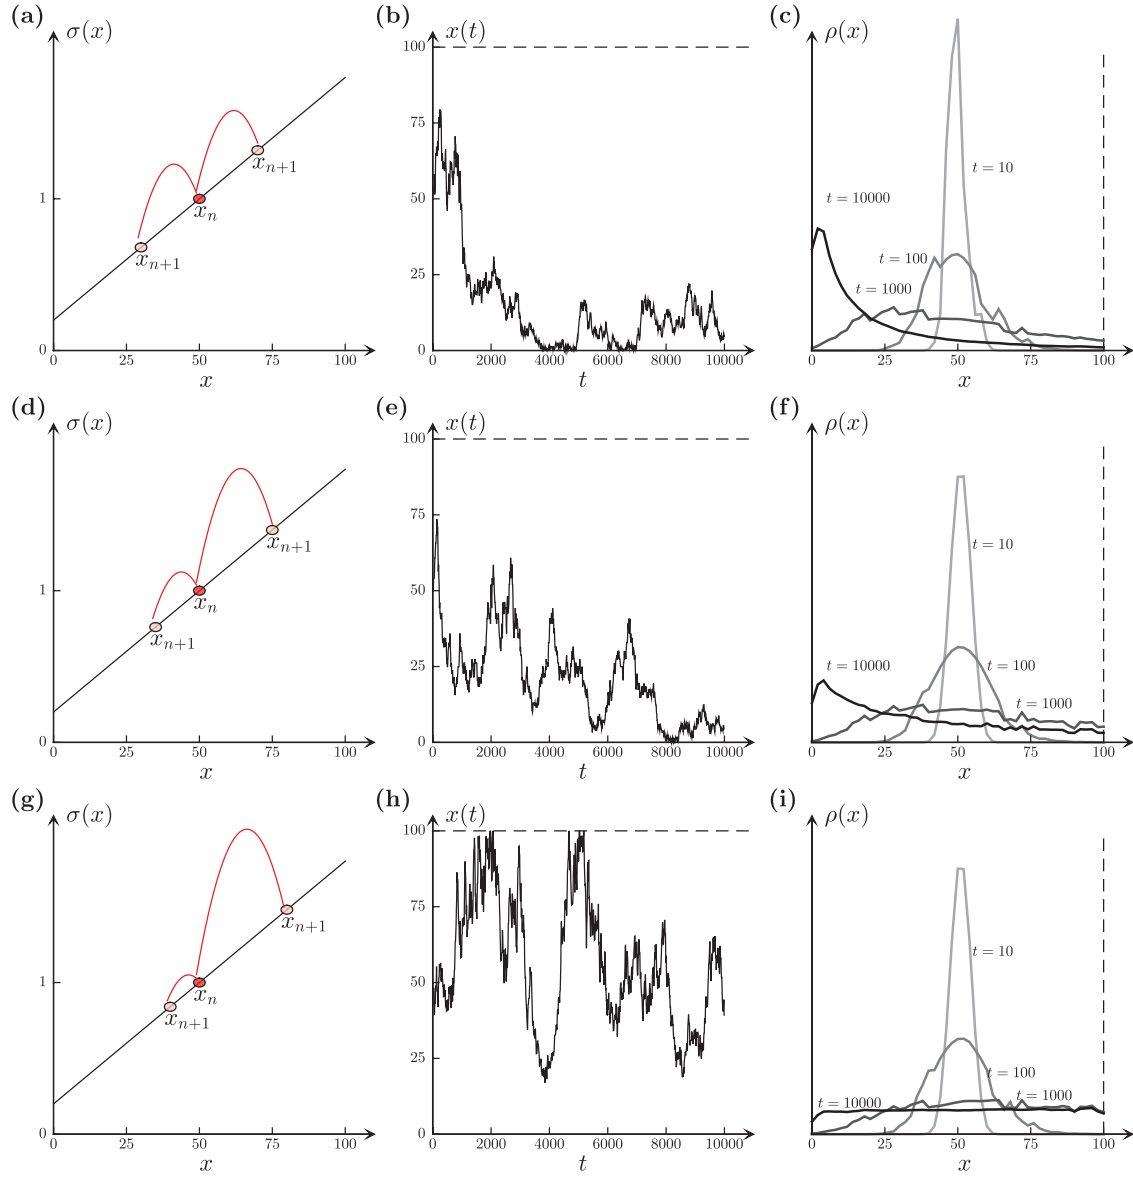 (a)
σ(x)
1
0
0 25 50 75 100
x
x_n
x_{n+1}
x_{n+1}
(b)
x(t)
100
75
50
25
0
0 2000 4000 6000 8000 10000
t
(c)
ρ(x)
t = 10
t = 10000
t = 100
t = 1000
0 25 50 75 100
x
(d)
σ(x)
1
0
0 25 50 75 100
x
x_n
x_{n+1}
x_{n+1}
(e)
x(t)
100
75
50
25
0
0 2000 4000 6000 8000 10000
t
(f)
ρ(x)
t = 10
t = 10000
t = 100
t = 1000
0 25 50 75 100
x
(g)
σ(x)
1
0
0 25 50 75 100
x
x_n
x_{n+1}
x_{n+1}
(h)
x(t)
100
75
50
25
0
0 2000 4000 6000 8000 10000
t
(i)
ρ(x)
t = 10
t = 100
t = 1000
t = 10000
0 25 50 75 100
x